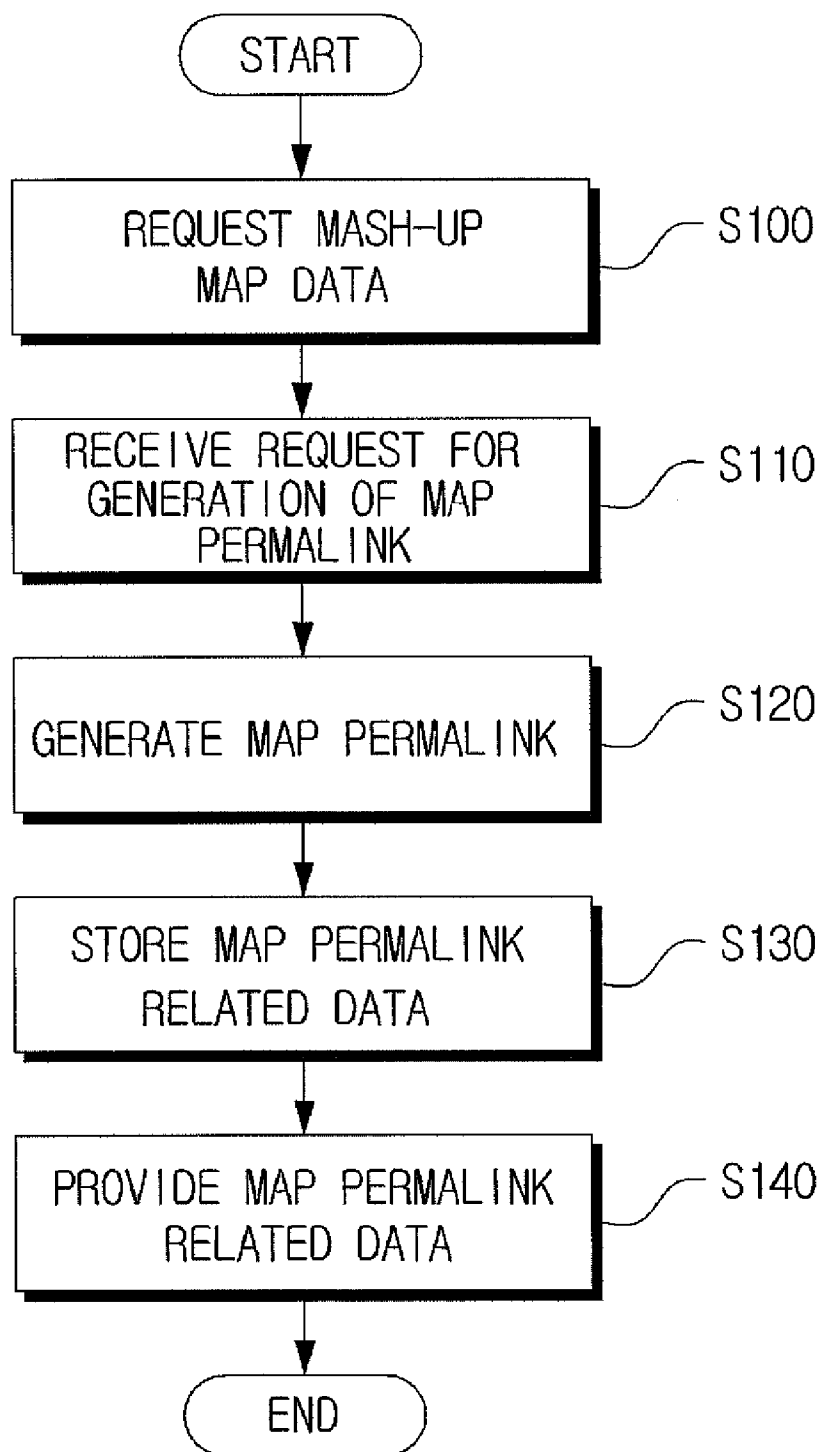 START
REQUEST MASH-UP
MAP DATA
S100
RECEIVE REQUEST FOR
GENERATION OF MAP
PERMALINK
S110
GENERATE MAP PERMALINK
S120
STORE MAP PERMALINK
RELATED DATA
S130
PROVIDE MAP PERMALINK
RELATED DATA
S140
END